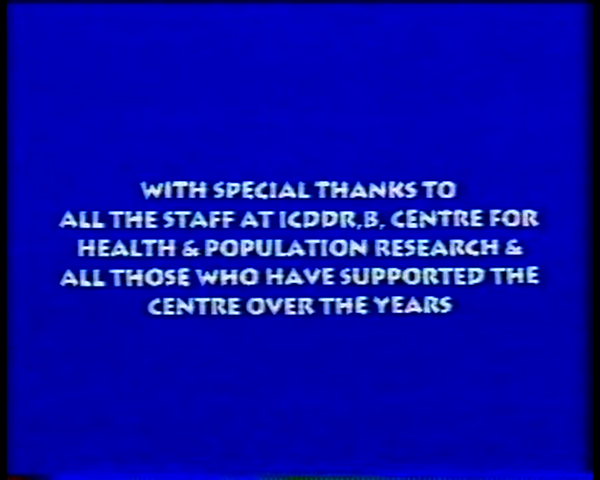 WITH SPECIAL THANKS TO
ALL THE STAFF AT ICDDR,B, CENTRE FOR
HEALTH & POPULATION RESEARCH &
ALL THOSE WHO HAVE SUPPORTED THE
CENTRE OVER THE YEARS